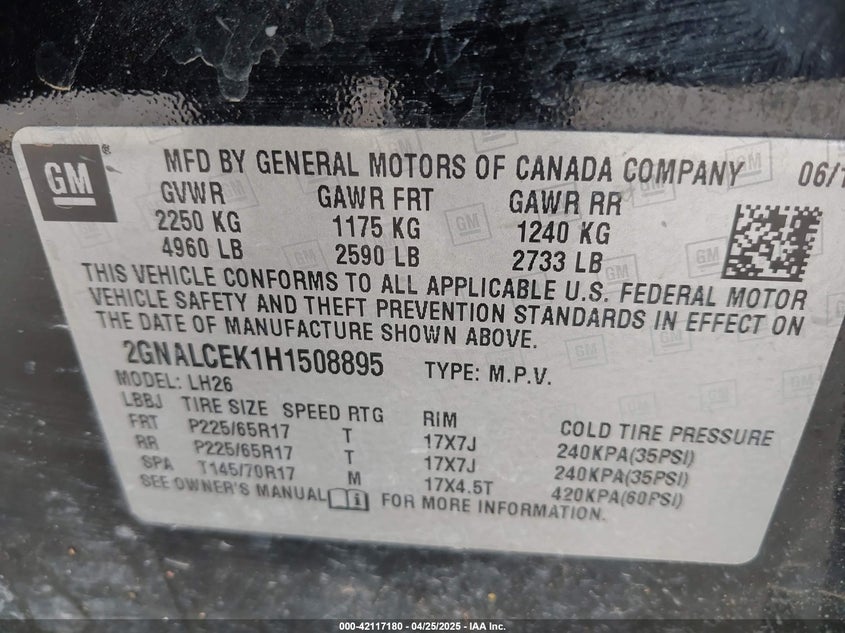 GM
MFD BY GENERAL MOTORS OF CANADA COMPANY 06/1
GVWR GAWR FRT GAWR RR
2250 KG 1175 KG 1240 KG
4960 LB 2590 LB 2733 LB
THIS VEHICLE CONFORMS TO ALL APPLICABLE U.S. FEDERAL MOTOR
VEHICLE SAFETY AND THEFT PREVENTION STANDARDS IN EFFECT ON
THE DATE OF MANUFACTURE SHOWN ABOVE.
2GNALCEK1H1508895 TYPE: M.P.V.
MODEL: LH26
LBBJ TIRE SIZE SPEED RTG RIM COLD TIRE PRESSURE
FRT P225/65R17 T 17X7J 240KPA(35PSI)
RR P225/65R17 T 17X7J 240KPA(35PSI)
SPA T145/70R17 M 17X4.5T 420KPA(60PSI)
SEE OWNER'S MANUAL FOR MORE INFORMATION.
000-42117180 - 04/25/2025 - IAA Inc.